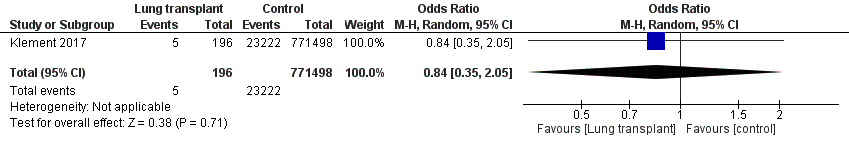 Lung transplant Control Odds Ratio Odds Ratio
Study or Subgroup Events Total Events Total Weight M-H, Random, 95% CI M-H, Random, 95% CI
Klement 2017 5 196 23222 771498 100.0% 0.84 [0.35, 2.05]
Total (95% CI) 196 771498 100.0% 0.84 [0.35, 2.05]
Total events 5 23222
Heterogeneity: Not applicable
Test for overall effect: Z = 0.38 (P = 0.71)
0.5 0.7 1 1.5 2
Favours [Lung transplant] Favours [control]